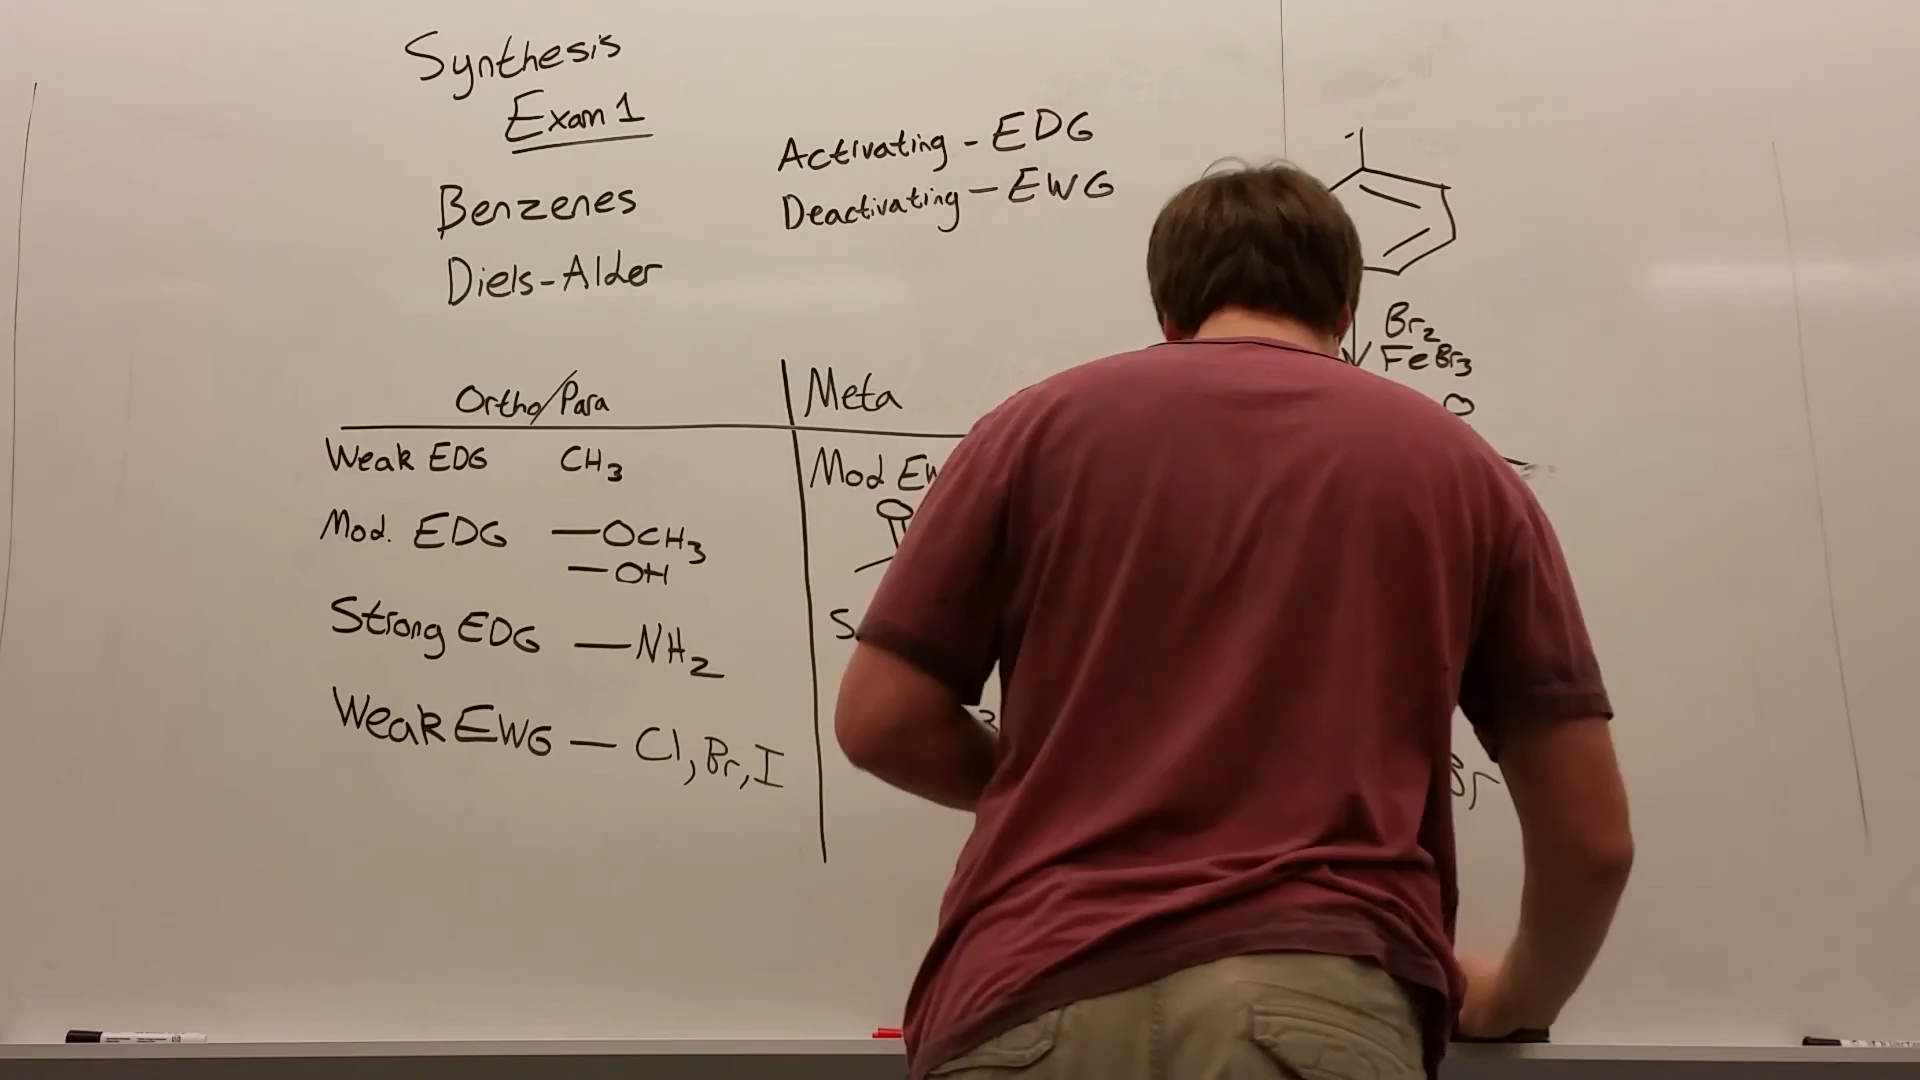 Synthesis
Exam 1
Benzenes
Diels-Alder
Activating - EDG
Deactivating - EWG
Ortho/Para
Meta
Weak EDG CH3
Mod. EDG —OCH3
—OH
Strong EDG —NH2
Weak EWG — Cl, Br, I
Mod
O
Br2
FeBr3
O
Br